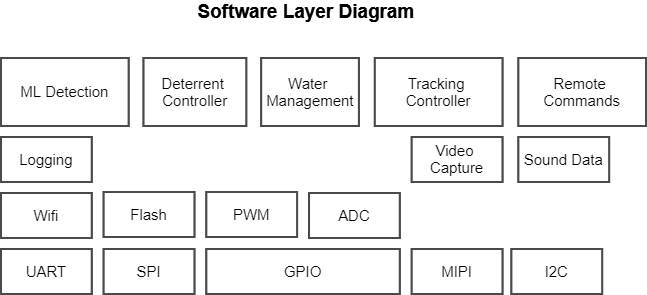 Software Layer Diagram
ML Detection
Deterrent
Controller
Water
Management
Tracking
Controller
Remote
Commands
Logging
Video
Capture
Sound Data
Wifi
Flash
PWM
ADC
UART
SPI
GPIO
MIPI
I2C